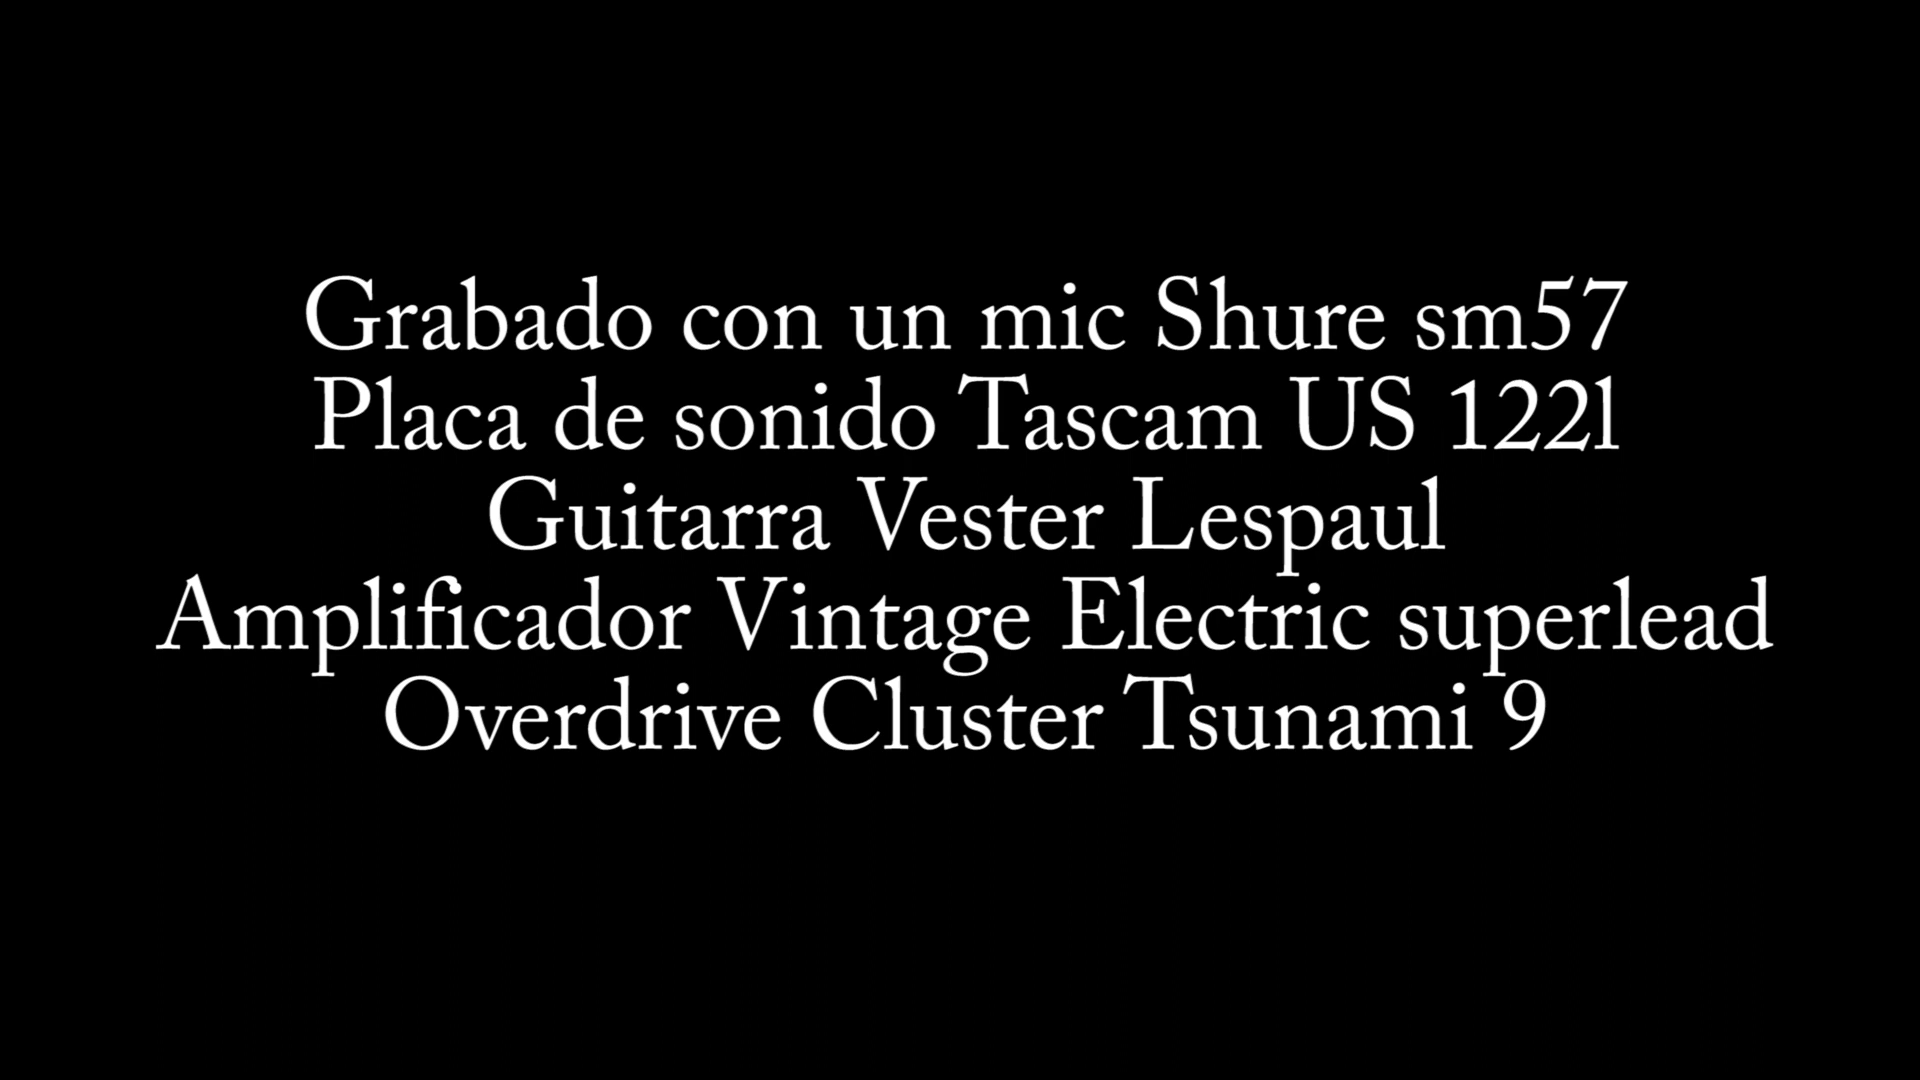 Grabado con un mic Shure sm57
Placa de sonido Tascam US 122l
Guitarra Vester Lespaul
Amplificador Vintage Electric superlead
Overdrive Cluster Tsunami 9